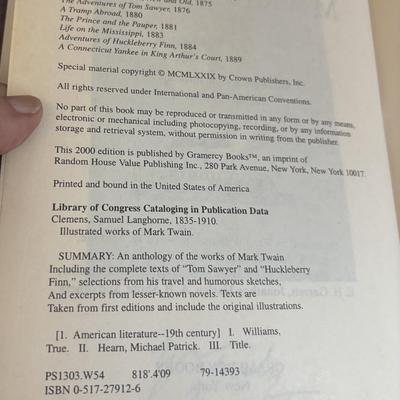 and Old, 1875
The Adventures of Tom Sawyer, 1876
A Tramp Abroad, 1880
The Prince and the Pauper, 1881
Life on the Mississippi, 1883
Adventures of Huckleberry Finn, 1884
A Connecticut Yankee in King Arthur's Court, 1889
Special material copyright © MCMLXXIX by Crown Publishers, Inc.
All rights reserved under International and Pan-American Conventions.
No part of this book may be reproduced or transmitted in any form or by any means,
electronic or mechanical including photocopying, recording, or by any information
storage and retrieval system, without permission in writing from the publisher.
This 2000 edition is published by Gramercy Books™, an imprint of
Random House Value Publishing Inc., 280 Park Avenue, New York, New York 10017.
Printed and bound in the United States of America
Library of Congress Cataloging in Publication Data
Clemens, Samuel Langhorne, 1835-1910.
Illustrated works of Mark Twain.
SUMMARY: An anthology of the works of Mark Twain
Including the complete texts of "Tom Sawyer" and "Huckleberry
Finn," selections from his travel and humorous sketches,
And excerpts from lesser-known novels. Texts are
Taken from first editions and include the original illustrations.
[1. American literature--19th century] I. Williams,
True. II. Hearn, Michael Patrick. III. Title.
PS1303.W54 818'.4'09 79-14393
ISBN 0-517-27912-6